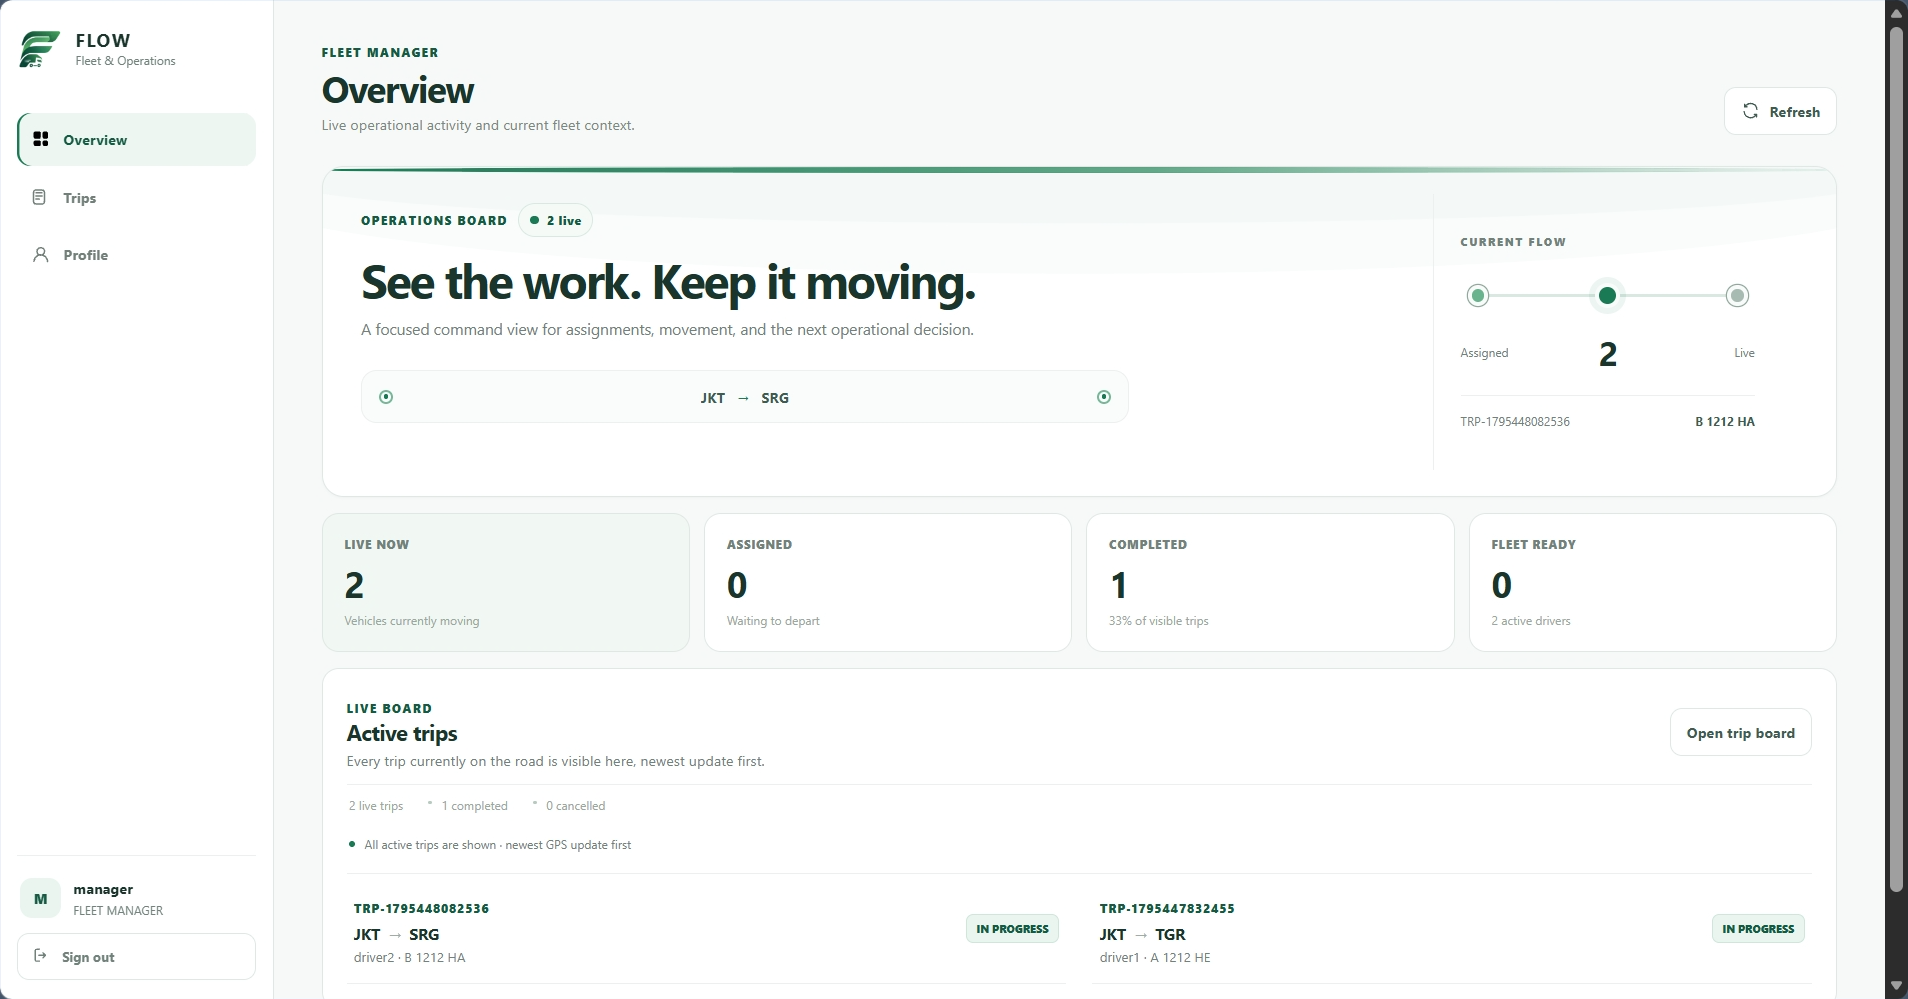 FLOW
Fleet & Operations
Overview
Trips
Profile
M
manager
FLEET MANAGER
Sign out
FLEET MANAGER
Overview
Live operational activity and current fleet context.
Refresh
OPERATIONS BOARD
2 live
See the work. Keep it moving.
A focused command view for assignments, movement, and the next operational decision.
JKT → SRG
CURRENT FLOW
Assigned 2 Live
TRP-1795448082536 B 1212 HA
LIVE NOW
2
Vehicles currently moving
ASSIGNED
0
Waiting to depart
COMPLETED
1
33% of visible trips
FLEET READY
0
2 active drivers
LIVE BOARD
Active trips
Every trip currently on the road is visible here, newest update first.
Open trip board
2 live trips * 1 completed * 0 cancelled
All active trips are shown · newest GPS update first
TRP-1795448082536
JKT → SRG
driver2 · B 1212 HA
IN PROGRESS
TRP-1795447832455
JKT → TGR
driver1 · A 1212 HE
IN PROGRESS